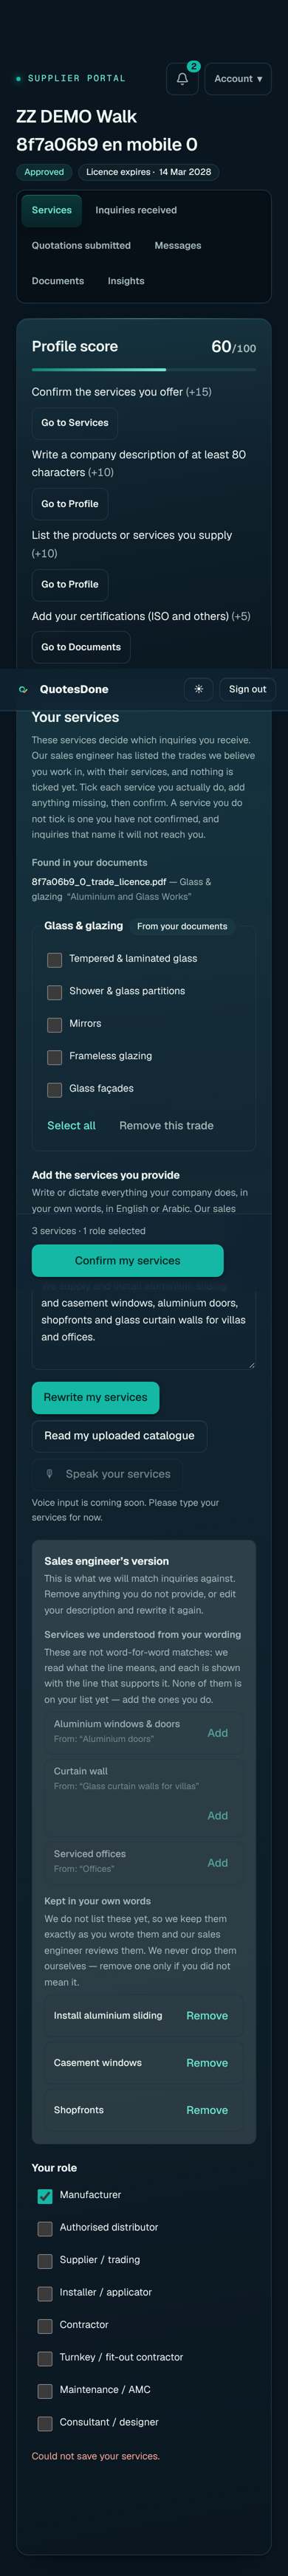 SUPPLIER PORTAL
2
Account ▾
ZZ DEMO Walk
8f7a06b9 en mobile 0
Approved
Licence expires · 14 Mar 2028
Services
Inquiries received
Quotations submitted
Messages
Documents
Insights
Profile score
60/100
Confirm the services you offer (+15)
Go to Services
Write a company description of at least 80
characters (+10)
Go to Profile
List the products or services you supply
(+10)
Go to Profile
Add your certifications (ISO and others) (+5)
Go to Documents
QuotesDone
Sign out
Your services
These services decide which inquiries you receive.
Our sales engineer has listed the trades we believe
you work in, with their services, and nothing is
ticked yet. Tick each service you actually do, add
anything missing, then confirm. A service you do
not tick is one you have not confirmed, and
inquiries that name it will not reach you.
Found in your documents
8f7a06b9_0_trade_licence.pdf — Glass &
glazing "Aluminium and Glass Works"
Glass & glazing
From your documents
Tempered & laminated glass
Shower & glass partitions
Mirrors
Frameless glazing
Glass façades
Select all
Remove this trade
Add the services you provide
Write or dictate everything your company does, in
your own words, in English or Arabic. Our sales
3 services · 1 role selected
Confirm my services
and casement windows, aluminium doors,
shopfronts and glass curtain walls for villas
and offices.
Rewrite my services
Read my uploaded catalogue
Speak your services
Voice input is coming soon. Please type your
services for now.
Sales engineer's version
This is what we will match inquiries against.
Remove anything you do not provide, or edit
your description and rewrite it again.
Services we understood from your wording
These are not word-for-word matches: we
read what the line means, and each is shown
with the line that supports it. None of them is
on your list yet — add the ones you do.
Aluminium windows & doors
From: "Aluminium doors"
Add
Curtain wall
From: "Glass curtain walls for villas"
Add
Serviced offices
From: "Offices"
Add
Kept in your own words
We do not list these yet, so we keep them
exactly as you wrote them and our sales
engineer reviews them. We never drop them
ourselves — remove one only if you did not
mean it.
Install aluminium sliding
Remove
Casement windows
Remove
Shopfronts
Remove
Your role
Manufacturer
Authorised distributor
Supplier / trading
Installer / applicator
Contractor
Turnkey / fit-out contractor
Maintenance / AMC
Consultant / designer
Could not save your services.